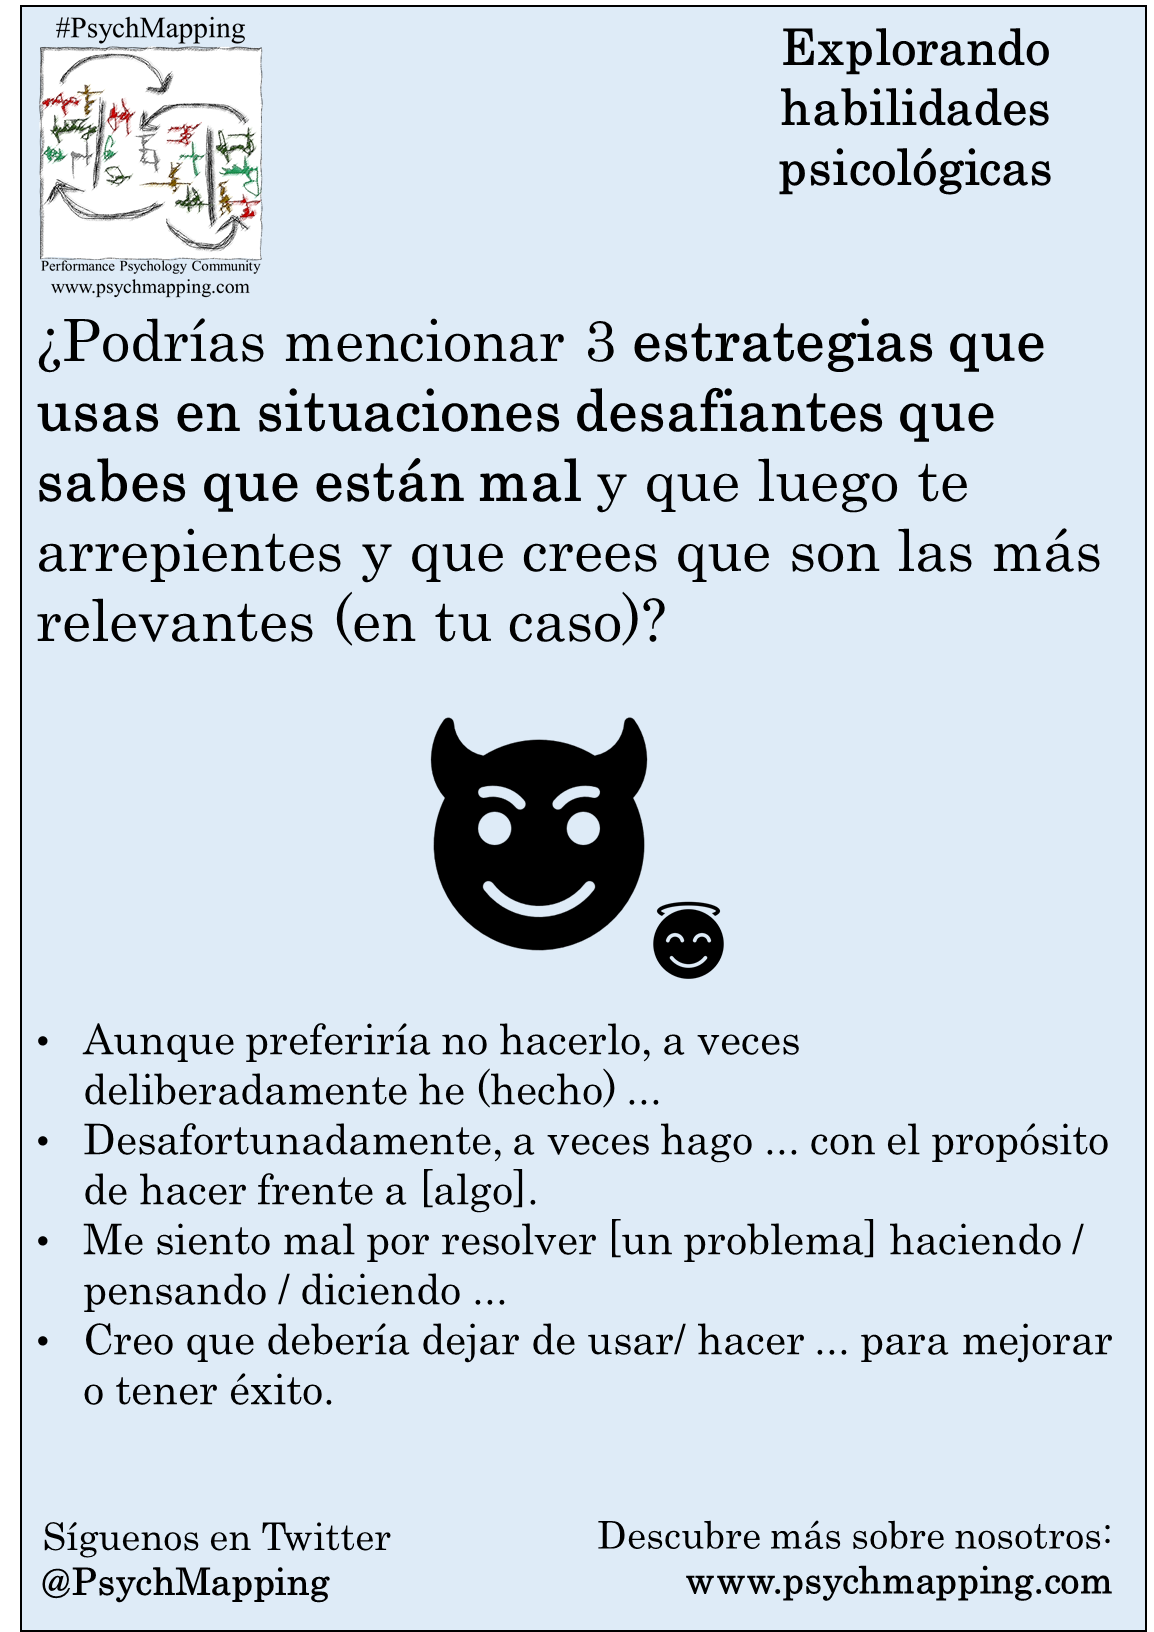 #PsychMapping
Performance Psychology Community
www.psychmapping.com
Explorando
habilidades
psicológicas
¿Podrías mencionar 3 estrategias que
usas en situaciones desafiantes que
sabes que están mal y que luego te
arrepientes y que crees que son las más
relevantes (en tu caso)?
• Aunque preferiría no hacerlo, a veces
deliberadamente he (hecho) ...
• Desafortunadamente, a veces hago ... con el propósito
de hacer frente a [algo].
• Me siento mal por resolver [un problema] haciendo /
pensando / diciendo ...
• Creo que debería dejar de usar/ hacer ... para mejorar
o tener éxito.
Síguenos en Twitter
@PsychMapping
Descubre más sobre nosotros:
www.psychmapping.com